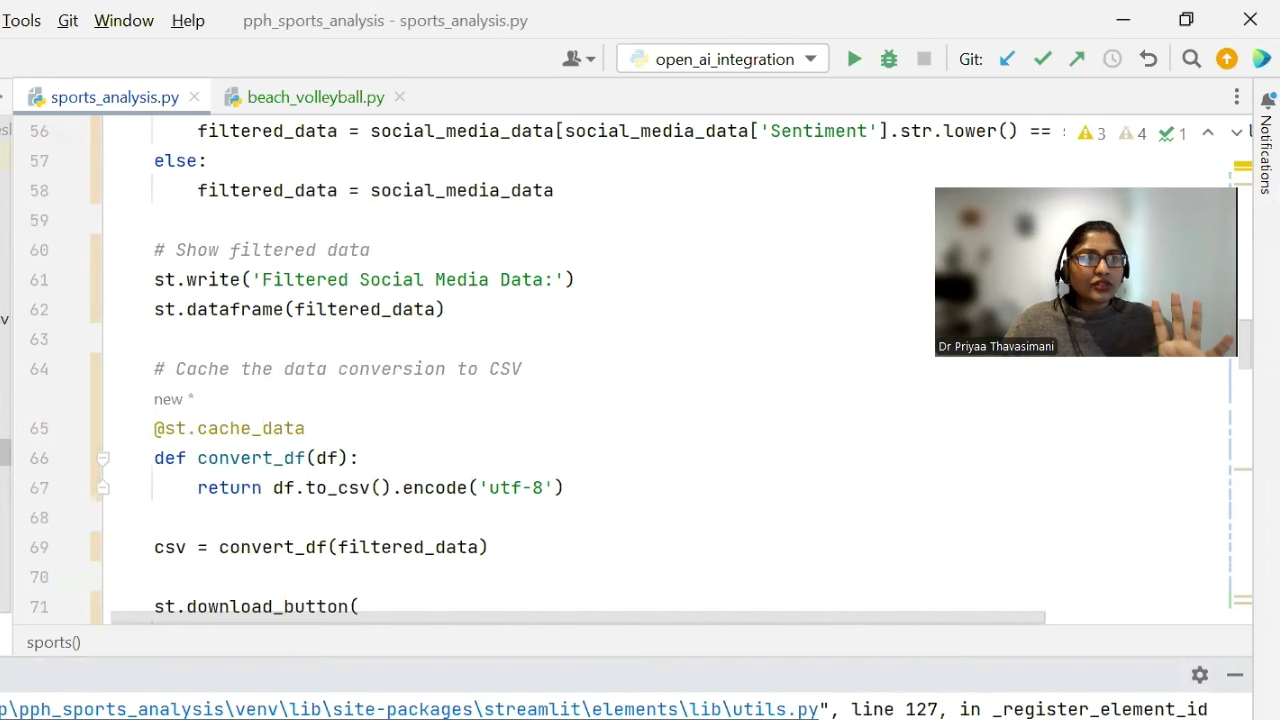 Tools Git Window Help pph_sports_analysis - sports_analysis.py
open_ai_integration Git:
sports_analysis.py beach_volleyball.py
56 filtered_data = social_media_data[social_media_data['Sentiment'].str.lower() == 3 4 1
57 else:
58 filtered_data = social_media_data
59
60 # Show filtered data
61 st.write('Filtered Social Media Data:')
62 st.dataframe(filtered_data)
63
64 # Cache the data conversion to CSV
new *
65 @st.cache_data
66 def convert_df(df):
67 return df.to_csv().encode('utf-8')
68
69 csv = convert_df(filtered_data)
70
71 st.download_button(
Notifications
Dr Priyaa Thavasimani
sports()
p\pph_sports_analysis\venv\lib\site-packages\streamlit\elements\lib\utils.py", line 127, in _register_element_id